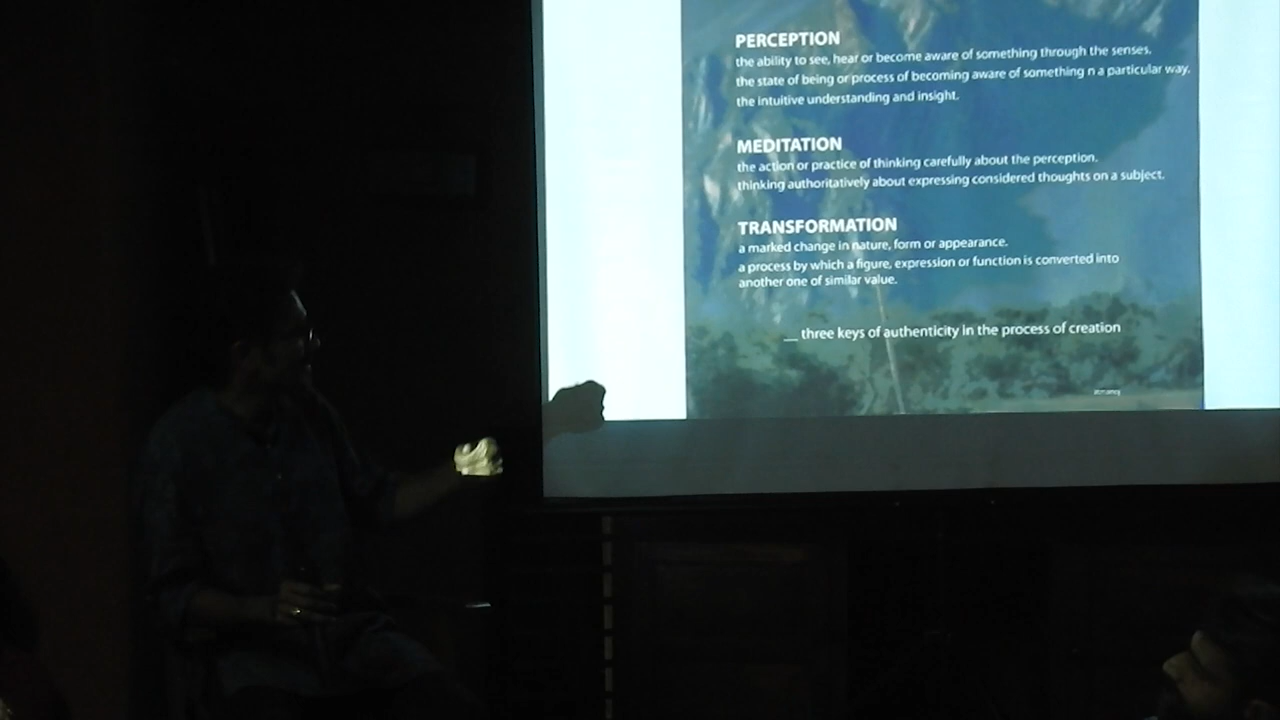 PERCEPTION
the ability to see, hear or become aware of something through the senses.
the state of being or process of becoming aware of something n a particular way.
the intuitive understanding and insight.
MEDITATION
the action or practice of thinking carefully about the perception.
thinking authoritatively about expressing considered thoughts on a subject.
TRANSFORMATION
a marked change in nature, form or appearance.
a process by which a figure, expression or function is converted into
another one of similar value.
__ three keys of authenticity in the process of creation